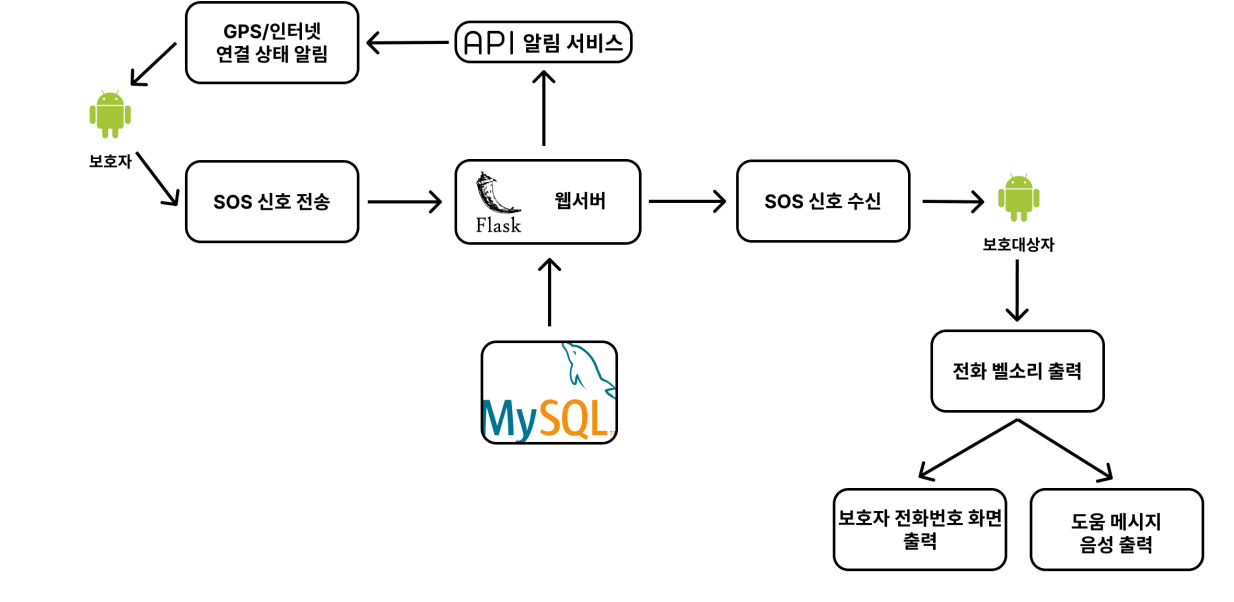 GPS/인터넷
연결 상태 알림
API 알림 서비스
보호자
SOS 신호 전송
Flask
웹서버
SOS 신호 수신
보호대상자
MySQL
전화 벨소리 출력
보호자 전화번호 화면
출력
도움 메시지
음성 출력